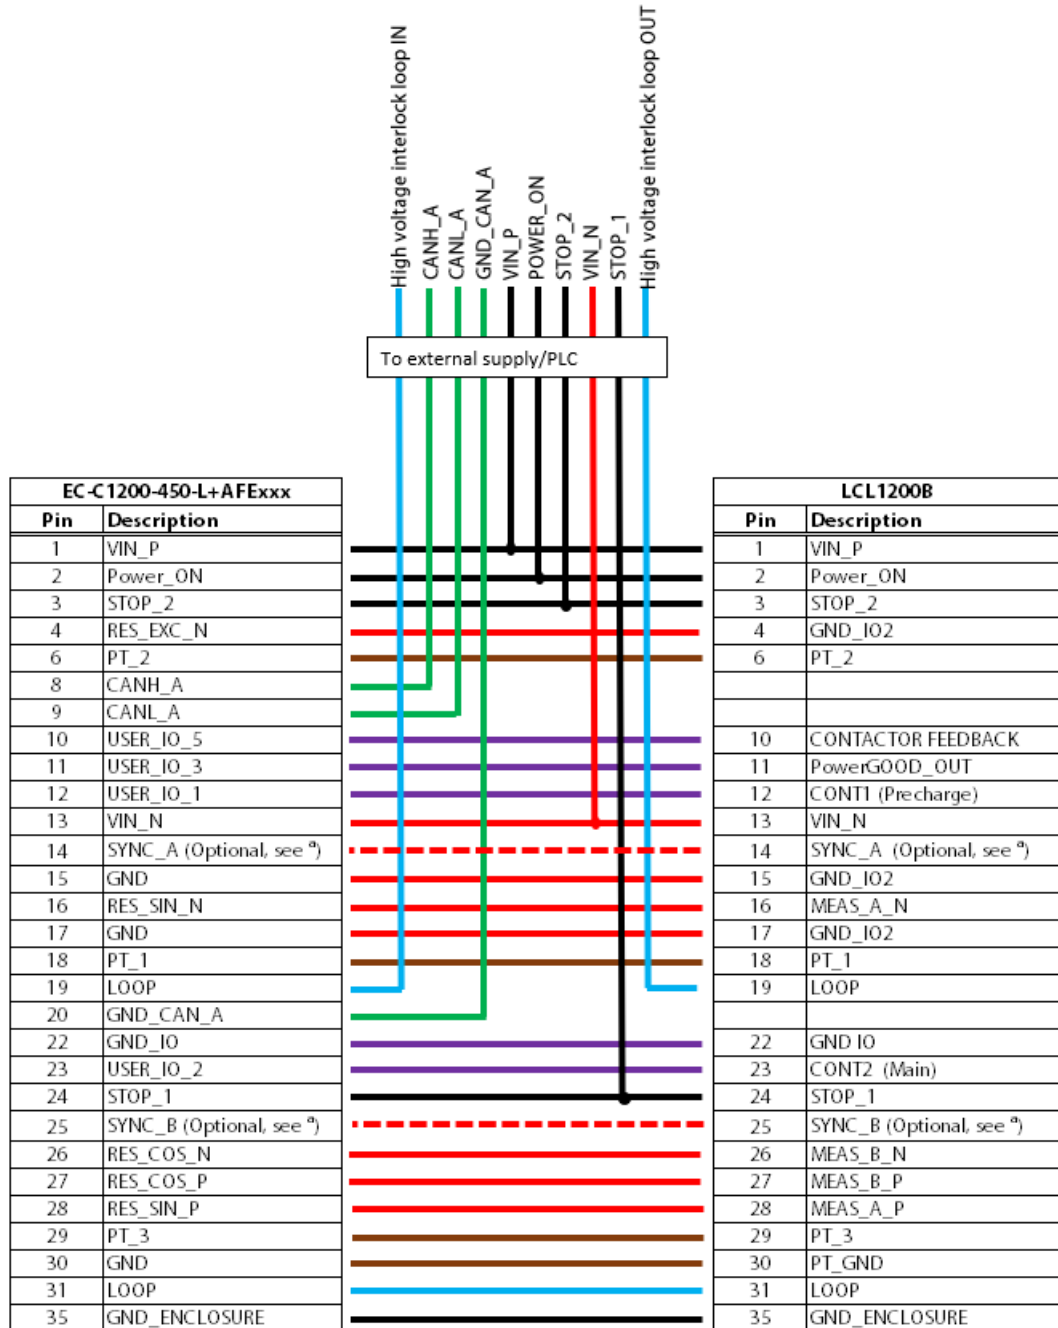 High voltage interlock loop IN
CANH_A
CANL_A
GND_CAN_A
VIN_P
POWER_ON
STOP_2
VIN_N
STOP_1
High voltage interlock loop OUT
To external supply/PLC
EC-C1200-450-L+AFExxx
Pin Description
1 VIN_P
2 Power_ON
3 STOP_2
4 RES_EXC_N
6 PT_2
8 CANH_A
9 CANL_A
10 USER_IO_5
11 USER_IO_3
12 USER_IO_1
13 VIN_N
14 SYNC_A (Optional, see a)
15 GND
16 RES_SIN_N
17 GND
18 PT_1
19 LOOP
20 GND_CAN_A
22 GND_IO
23 USER_IO_2
24 STOP_1
25 SYNC_B (Optional, see a)
26 RES_COS_N
27 RES_COS_P
28 RES_SIN_P
29 PT_3
30 GND
31 LOOP
35 GND_ENCLOSURE
LCL1200B
Pin Description
1 VIN_P
2 Power_ON
3 STOP_2
4 GND_IO2
6 PT_2
10 CONTACTOR FEEDBACK
11 PowerGOOD_OUT
12 CONT1 (Precharge)
13 VIN_N
14 SYNC_A (Optional, see a)
15 GND_IO2
16 MEAS_A_N
17 GND_IO2
18 PT_1
19 LOOP
22 GND IO
23 CONT2 (Main)
24 STOP_1
25 SYNC_B (Optional, see a)
26 MEAS_B_N
27 MEAS_B_P
28 MEAS_A_P
29 PT_3
30 PT_GND
31 LOOP
35 GND_ENCLOSURE